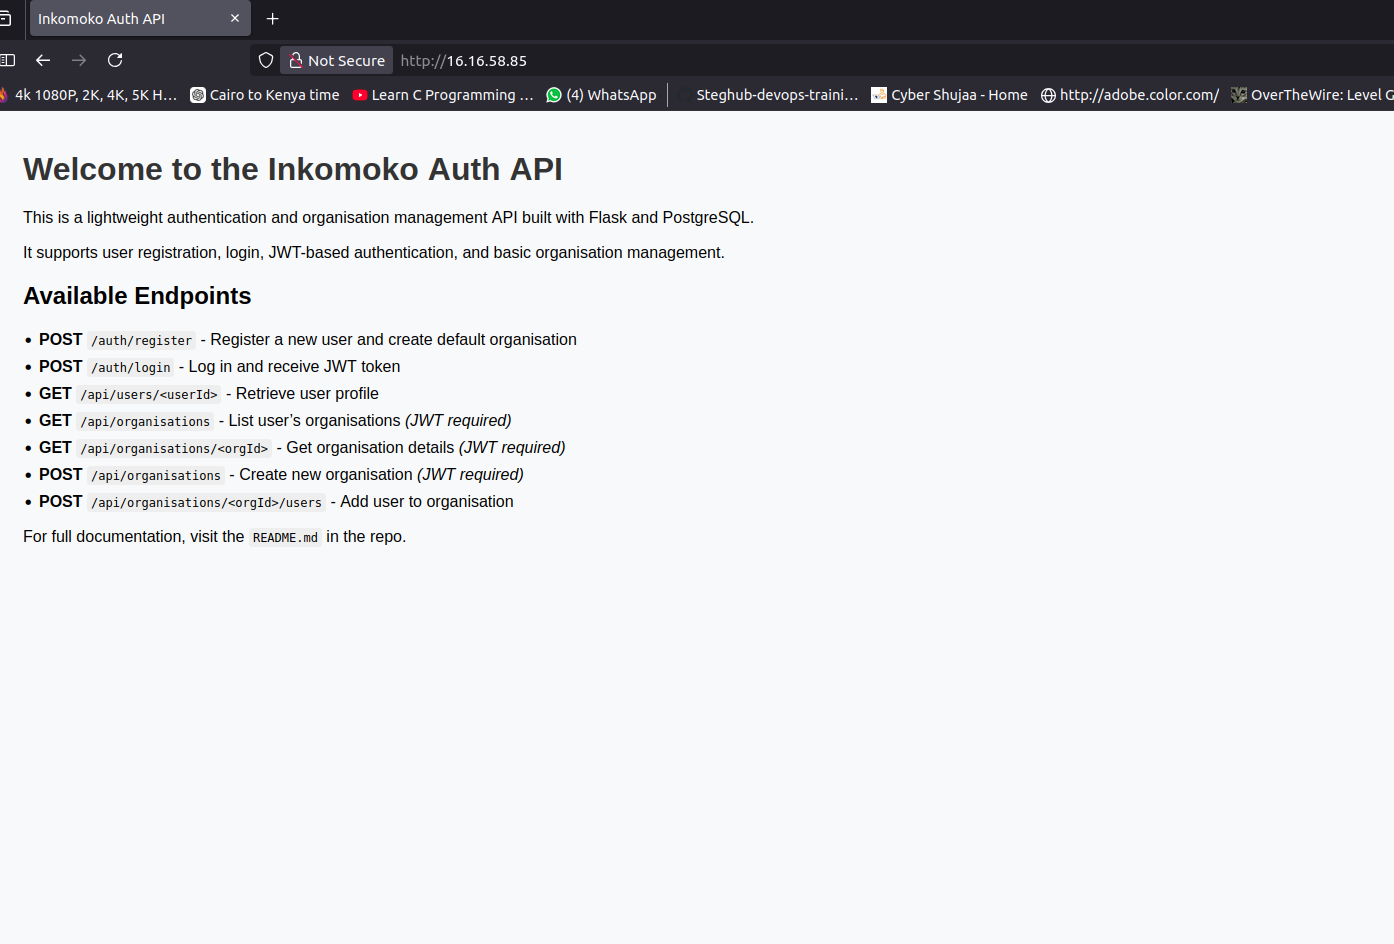 Inkomoko Auth API
Not Secure http://16.16.58.85
4k 1080P, 2K, 4K, 5K H… Cairo to Kenya time Learn C Programming … (4) WhatsApp Steghub-devops-traini… Cyber Shujaa - Home http://adobe.color.com/ OverTheWire: Level G
Welcome to the Inkomoko Auth API
This is a lightweight authentication and organisation management API built with Flask and PostgreSQL.
It supports user registration, login, JWT-based authentication, and basic organisation management.
Available Endpoints
• POST /auth/register - Register a new user and create default organisation
• POST /auth/login - Log in and receive JWT token
• GET /api/users/<userId> - Retrieve user profile
• GET /api/organisations - List user’s organisations (JWT required)
• GET /api/organisations/<orgId> - Get organisation details (JWT required)
• POST /api/organisations - Create new organisation (JWT required)
• POST /api/organisations/<orgId>/users - Add user to organisation
For full documentation, visit the README.md in the repo.